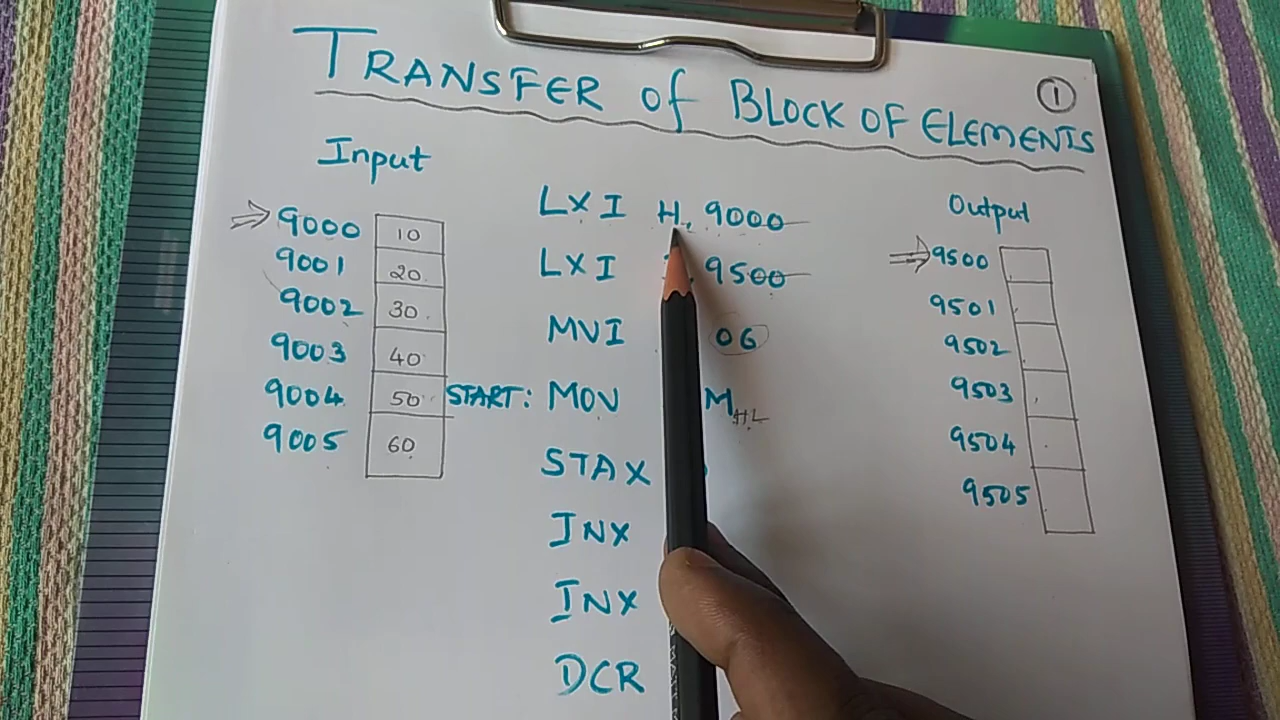 TRANSFER of BLOCK OF ELEMENTS
1
Input
9000 10
9001 20
9002 30
9003 40
9004 50
9005 60
LXI H, 9000
LXI 9500
MVI 06
START: MOV M HL
STAX
INX
INX
DCR
Output
9500
9501
9502
9503
9504
9505